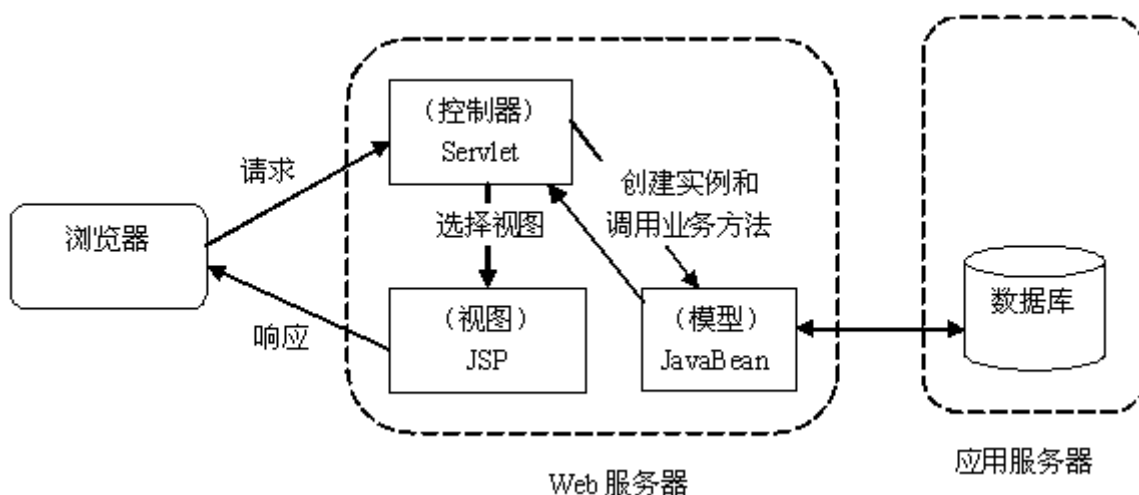 （控制器）
Servlet
请求
创建实例和
调用业务方法
选择视图
浏览器
响应
（视图）
JSP
（模型）
JavaBean
数据库
Web 服务器
应用服务器